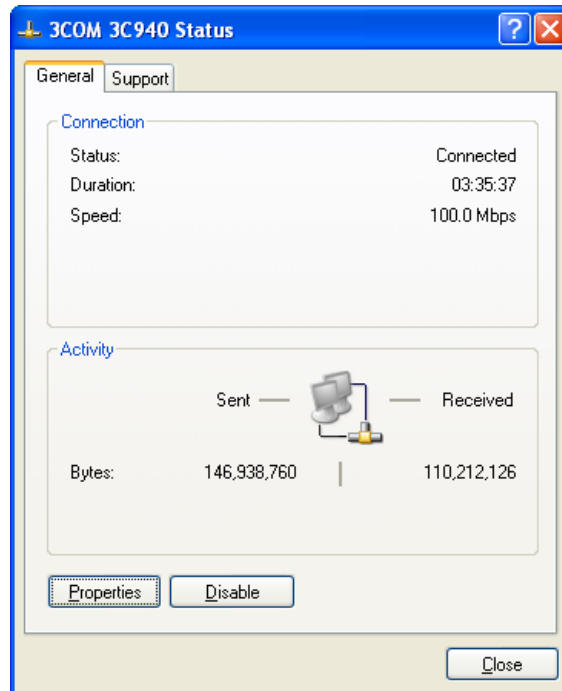 3COM 3C940 Status
General Support
Connection
Status: Connected
Duration: 03:35:37
Speed: 100.0 Mbps
Activity
Sent Received
Bytes: 146,938,760 110,212,126
Properties Disable
Close